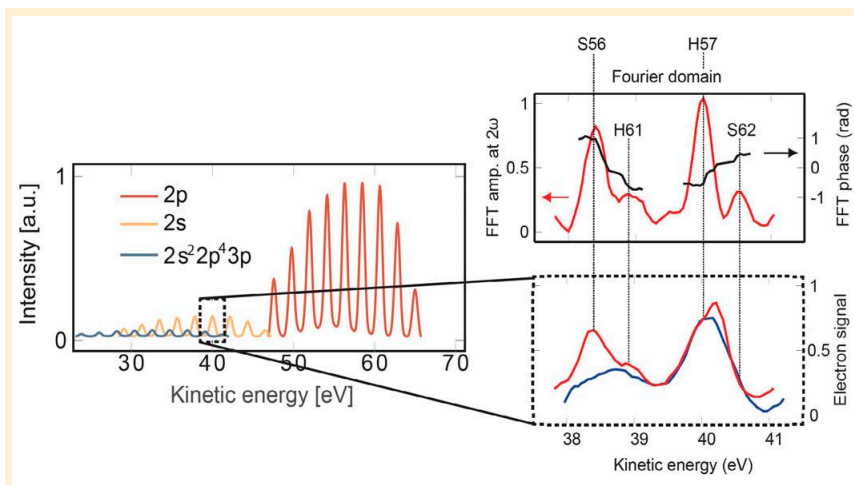 S56 H57
Fourier domain
H61 S62
FFT amp. at 2ω
1
0.5
0
FFT phase (rad)
1
0
-1
Intensity [a.u.]
1
0
2p
2s
2s²2p⁴3p
30 40 50 60 70
Kinetic energy [eV]
1
0.5
0
Electron signal
38 39 40 41
Kinetic energy (eV)